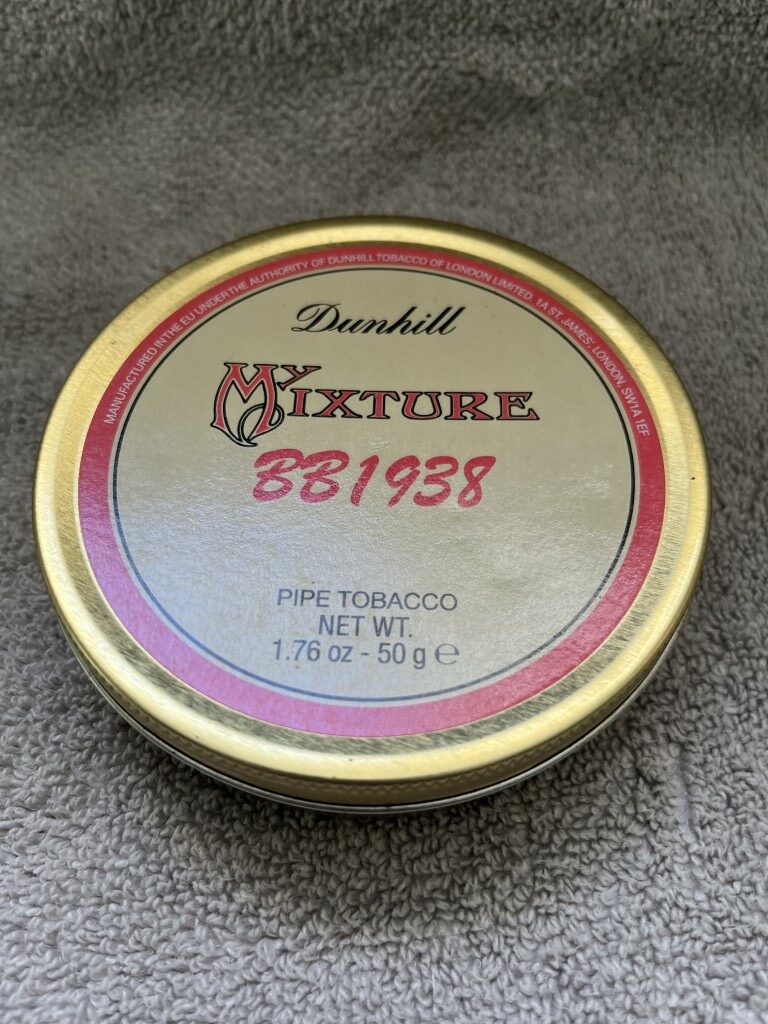 MANUFACTURED IN THE EU UNDER THE AUTHORITY OF DUNHILL TOBACCO OF LONDON LIMITED, 1A ST. JAMES', LONDON, SW1A 1EF
Dunhill
MY MIXTURE
BB1938
PIPE TOBACCO
NET WT.
1.76 oz - 50 g ℮